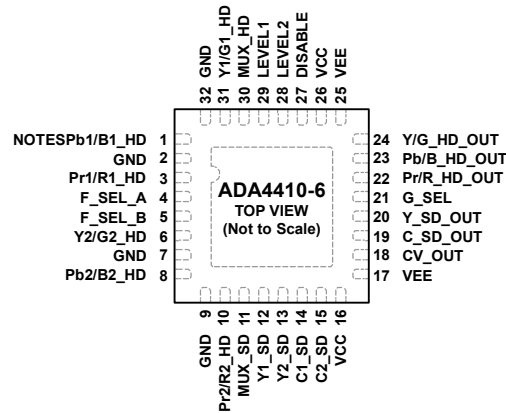 32 GND
31 Y1/G1_HD
30 MUX_HD
29 LEVEL1
28 LEVEL2
27 DISABLE
26 VCC
25 VEE
NOTESPb1/B1_HD 1
GND 2
Pr1/R1_HD 3
F_SEL_A 4
F_SEL_B 5
Y2/G2_HD 6
GND 7
Pb2/B2_HD 8
ADA4410-6
TOP VIEW
(Not to Scale)
24 Y/G_HD_OUT
23 Pb/B_HD_OUT
22 Pr/R_HD_OUT
21 G_SEL
20 Y_SD_OUT
19 C_SD_OUT
18 CV_OUT
17 VEE
GND 9
Pr2/R2_HD 10
MUX_SD 11
Y1_SD 12
Y2_SD 13
C1_SD 14
C2_SD 15
VCC 16